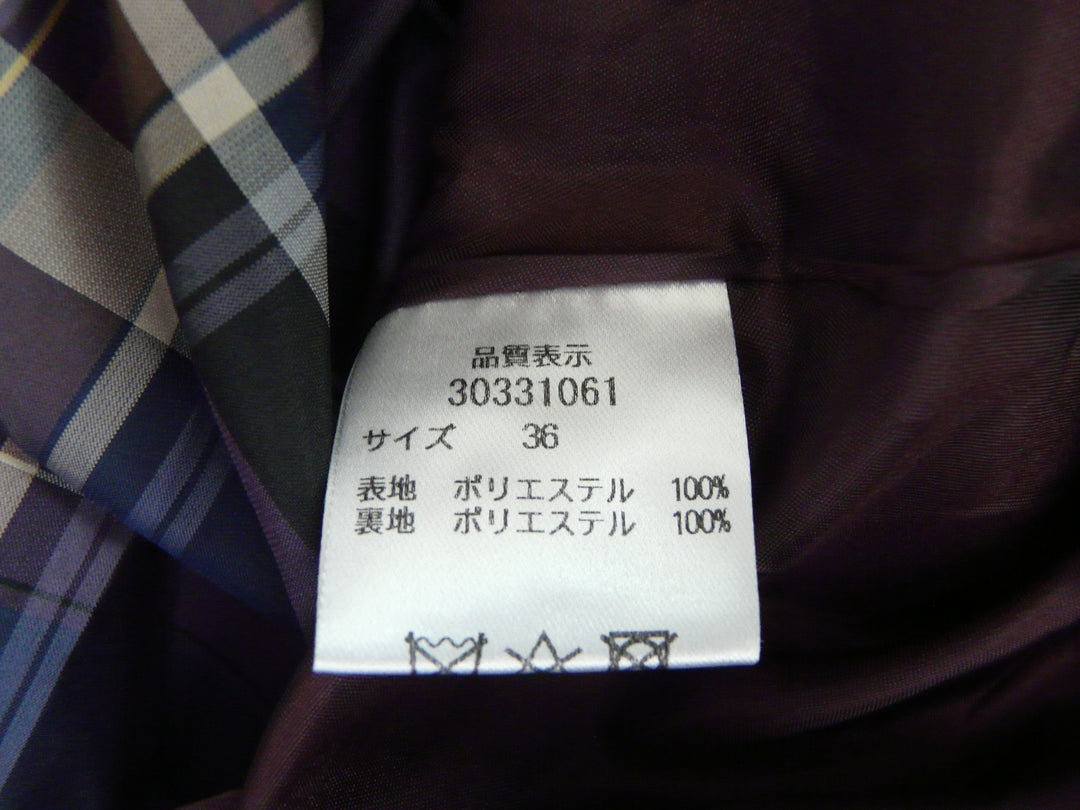 品質表示
30331061
サイズ 36
表地 ポリエステル 100%
裏地 ポリエステル 100%